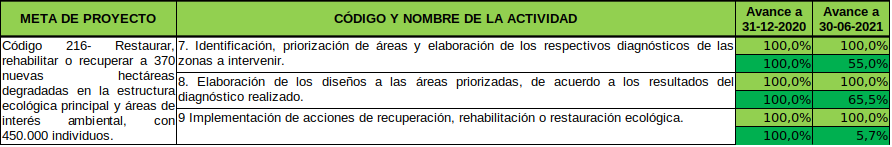 META DE PROYECTO
CÓDIGO Y NOMBRE DE LA ACTIVIDAD
Avance a
31-12-2020
Avance a
30-06-2021
Código 216- Restaurar,
rehabilitar o recuperar a 370
nuevas hectáreas
degradadas en la estructura
ecológica principal y áreas de
interés ambiental, con
450.000 individuos.
7. Identificación, priorización de áreas y elaboración de los respectivos diagnósticos de las
zonas a intervenir.
100,0% 100,0%
100,0% 55,0%
8. Elaboración de los diseños a las áreas priorizadas, de acuerdo a los resultados del
diagnóstico realizado.
100,0% 100,0%
100,0% 65,5%
9 Implementación de acciones de recuperación, rehabilitación o restauración ecológica.
100,0% 100,0%
100,0% 5,7%